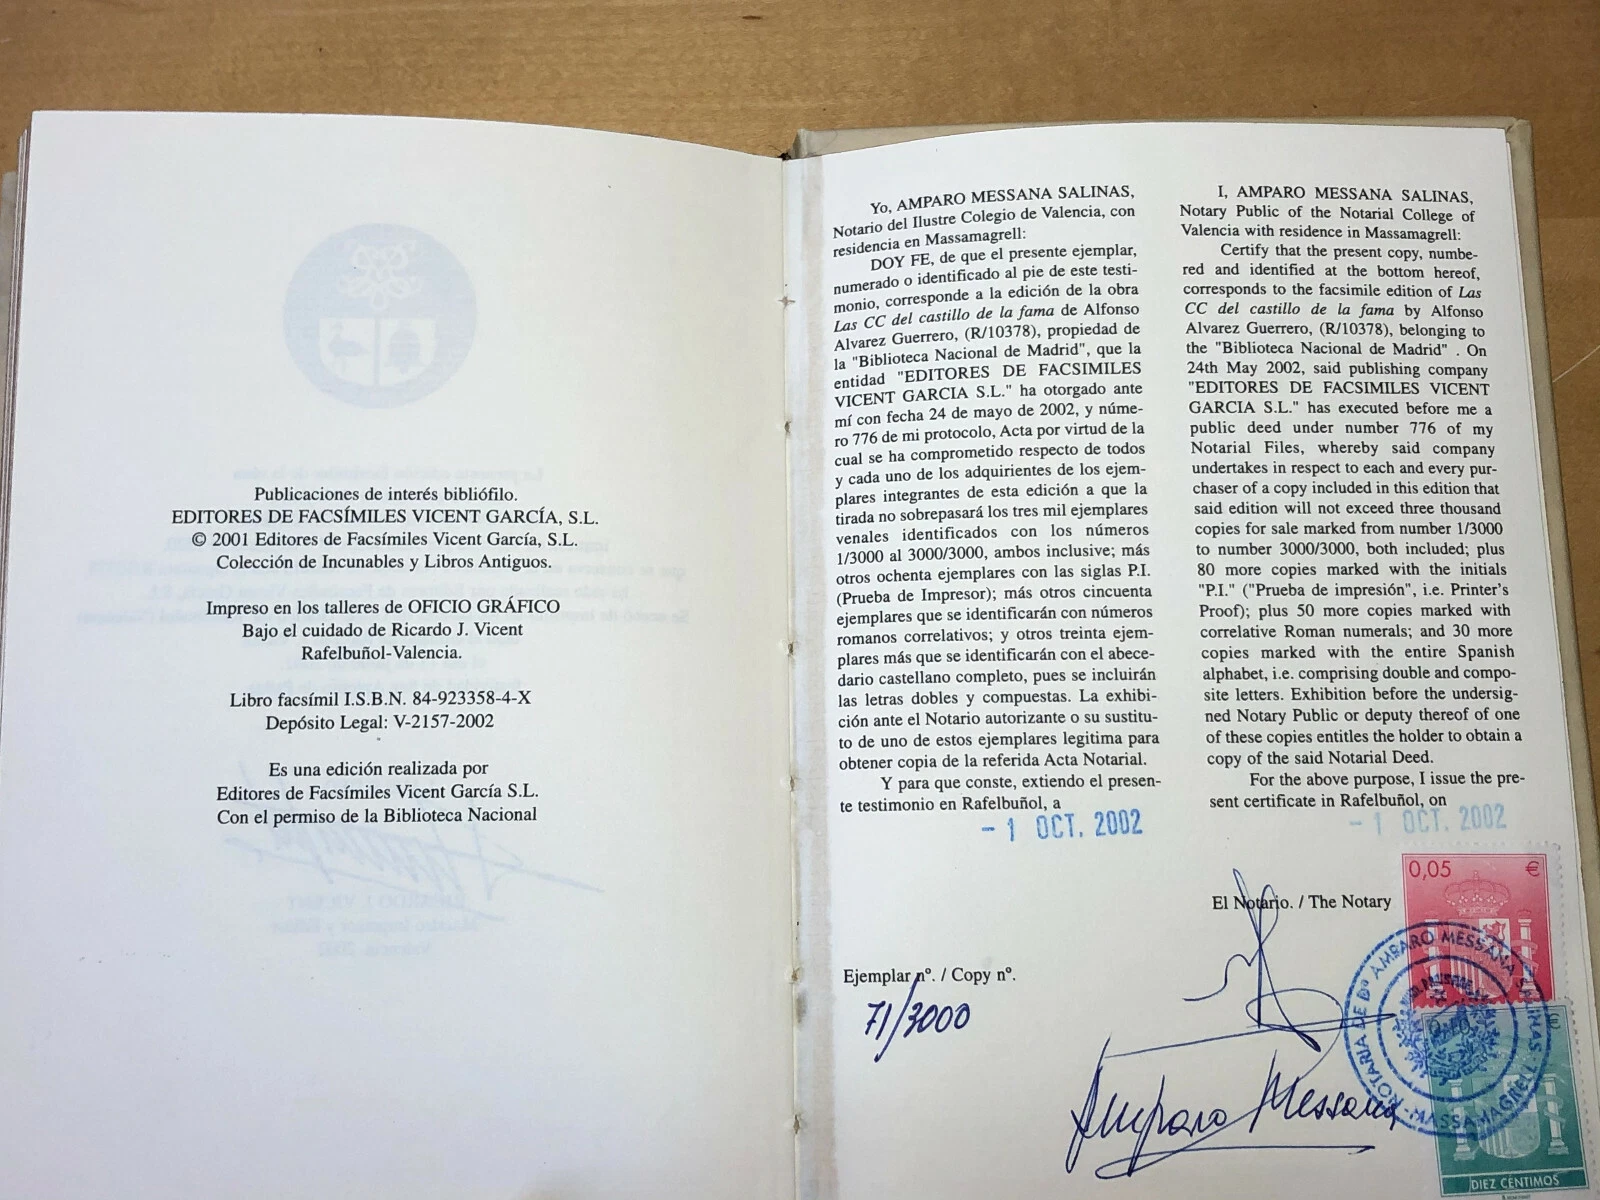 Publicaciones de interés bibliófilo.
EDITORES DE FACSÍMILES VICENT GARCÍA, S.L.
© 2001 Editores de Facsímiles Vicent García, S.L.
Colección de Incunables y Libros Antiguos.
Impreso en los talleres de OFICIO GRÁFICO
Bajo el cuidado de Ricardo J. Vicent
Rafelbuñol-Valencia.
Libro facsímil I.S.B.N. 84-923358-4-X
Depósito Legal: V-2157-2002
Es una edición realizada por
Editores de Facsímiles Vicent García S.L.
Con el permiso de la Biblioteca Nacional
Yo, AMPARO MESSANA SALINAS,
Notario del Ilustre Colegio de Valencia, con
residencia en Massamagrell:
DOY FE, de que el presente ejemplar,
numerado o identificado al pie de este testi-
monio, corresponde a la edición de la obra
Las CC del castillo de la fama de Alfonso
Alvarez Guerrero, (R/10378), propiedad de
la "Biblioteca Nacional de Madrid", que la
entidad "EDITORES DE FACSIMILES
VICENT GARCIA S.L." ha otorgado ante
mí con fecha 24 de mayo de 2002, y núme-
ro 776 de mi protocolo, Acta por virtud de la
cual se ha comprometido respecto de todos
y cada uno de los adquirientes de los ejem-
plares integrantes de esta edición a que la
tirada no sobrepasará los tres mil ejemplares
venales identificados con los números
1/3000 al 3000/3000, ambos inclusive; más
otros ochenta ejemplares con las siglas P.I.
(Prueba de Impresor); más otros cincuenta
ejemplares que se identificarán con números
romanos correlativos; y otros treinta ejem-
plares más que se identificarán con el abece-
dario castellano completo, pues se incluirán
las letras dobles y compuestas. La exhibi-
ción ante el Notario autorizante o su sustitu-
to de uno de estos ejemplares legitima para
obtener copia de la referida Acta Notarial.
Y para que conste, extiendo el presen-
te testimonio en Rafelbuñol, a
- 1 OCT. 2002
I, AMPARO MESSANA SALINAS,
Notary Public of the Notarial College of
Valencia with residence in Massamagrell:
Certify that the present copy, numbe-
red and identified at the bottom hereof,
corresponds to the facsimile edition of Las
CC del castillo de la fama by Alfonso
Alvarez Guerrero, (R/10378), belonging to
the "Biblioteca Nacional de Madrid" . On
24th May 2002, said publishing company
"EDITORES DE FACSIMILES VICENT
GARCIA S.L." has executed before me a
public deed under number 776 of my
Notarial Files, whereby said company
undertakes in respect to each and every pur-
chaser of a copy included in this edition that
said edition will not exceed three thousand
copies for sale marked from number 1/3000
to number 3000/3000, both included; plus
80 more copies marked with the initials
"P.I." ("Prueba de impresión", i.e. Printer's
Proof); plus 50 more copies marked with
correlative Roman numerals; and 30 more
copies marked with the entire Spanish
alphabet, i.e. comprising double and compo-
site letters. Exhibition before the undersig-
ned Notary Public or deputy thereof of one
of these copies entitles the holder to obtain a
copy of the said Notarial Deed.
For the above purpose, I issue the pre-
sent certificate in Rafelbuñol, on
- 1 OCT. 2002
El Notario. / The Notary
Ejemplar nº. / Copy nº.
71/3000
Amparo Messana
0,05 €
NOTARIA DE Dª AMPARO MESSANA SALINAS
-MASSAMAGRELL-
€
DIEZ CENTIMOS